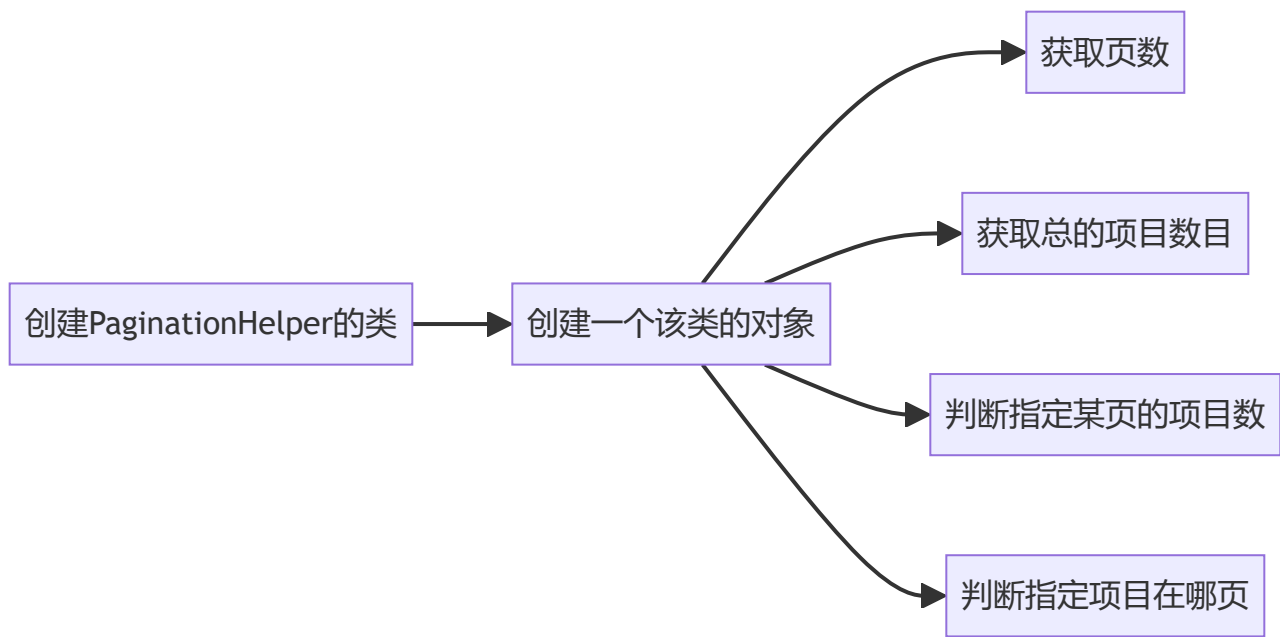 获取页数
获取总的项目数目
创建PaginationHelper的类
创建一个该类的对象
判断指定某页的项目数
判断指定项目在哪页